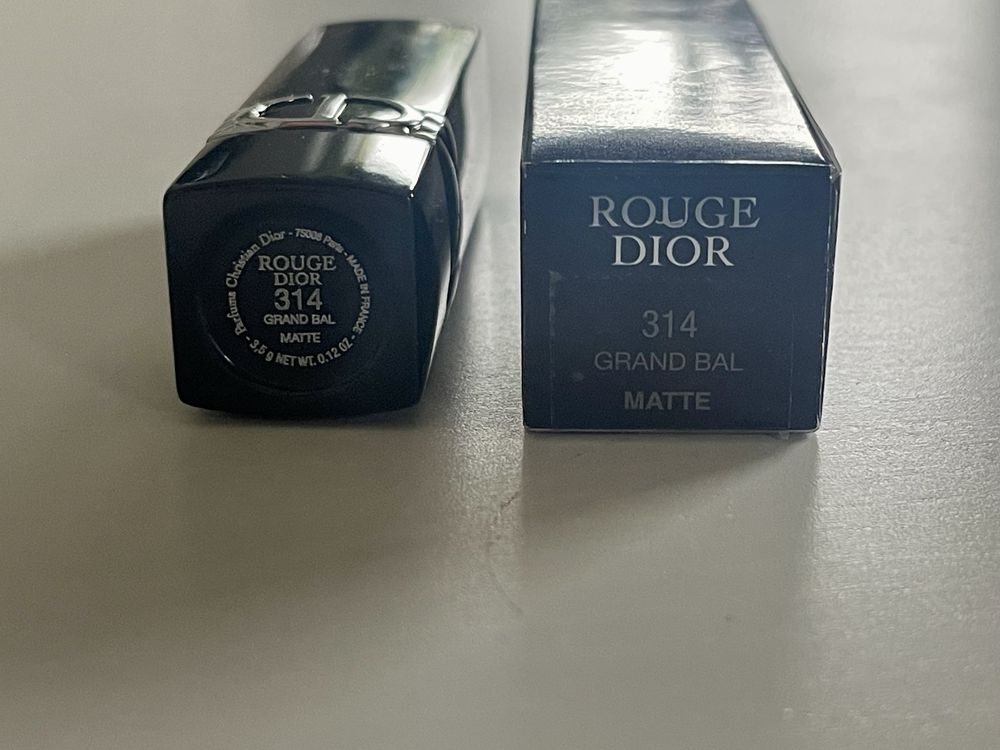 Parfums Christian Dior - 75008 Paris - MADE IN FRANCE - 3,5 g NET WT. 0.12 OZ -
ROUGE
DIOR
314
GRAND BAL
MATTE
ROUGE
DIOR
314
GRAND BAL
MATTE